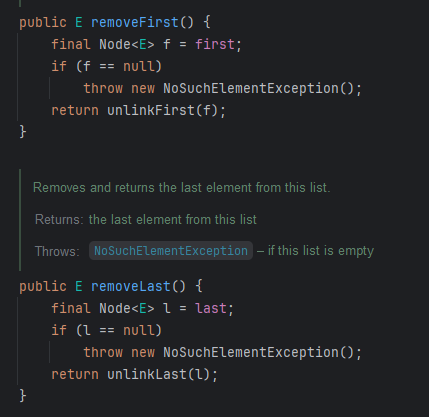 public E removeFirst() {
final Node<E> f = first;
if (f == null)
throw new NoSuchElementException();
return unlinkFirst(f);
}
Removes and returns the last element from this list.
Returns: the last element from this list
Throws: NoSuchElementException – if this list is empty
public E removeLast() {
final Node<E> l = last;
if (l == null)
throw new NoSuchElementException();
return unlinkLast(l);
}